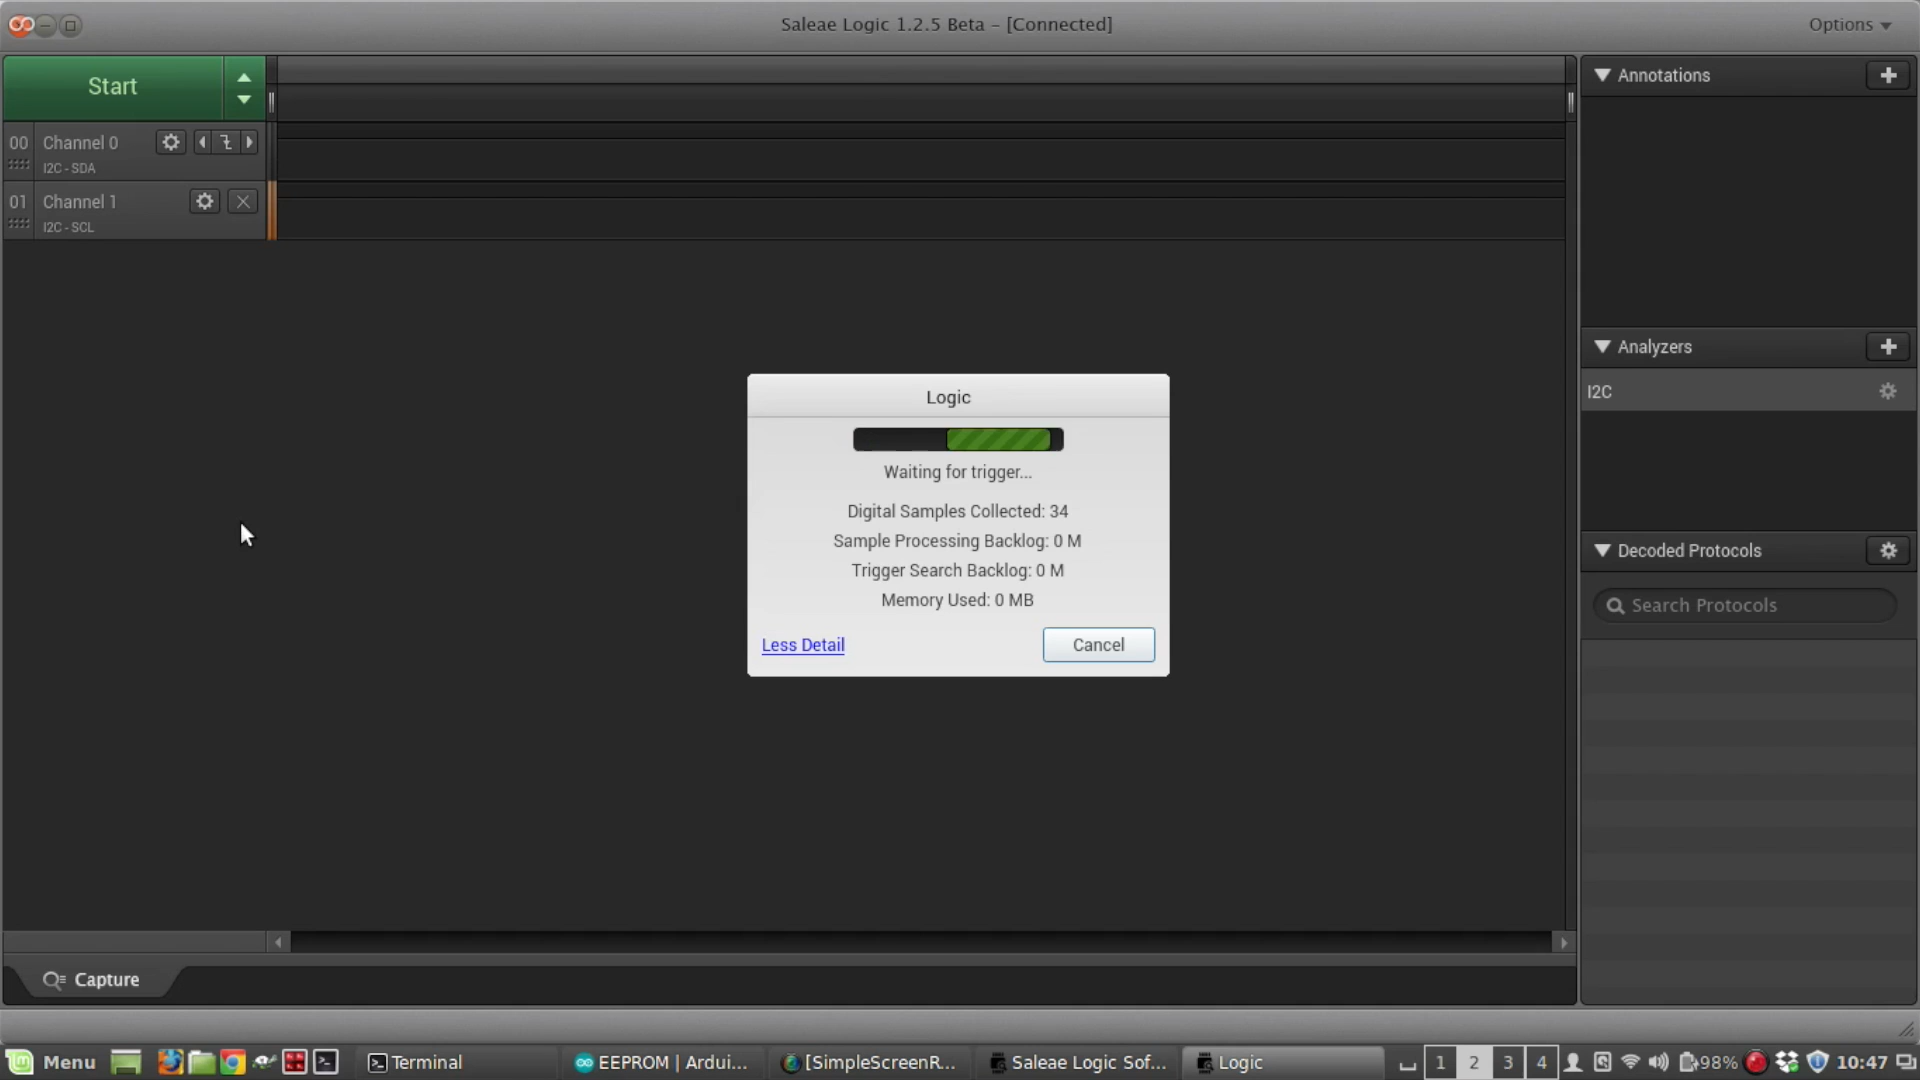 Saleae Logic 1.2.5 Beta – [Connected]
Options
Start
00 Channel 0
I2C - SDA
01 Channel 1
I2C - SCL
Annotations
Analyzers
I2C
Decoded Protocols
Search Protocols
Logic
Waiting for trigger...
Digital Samples Collected: 34
Sample Processing Backlog: 0 M
Trigger Search Backlog: 0 M
Memory Used: 0 MB
Less Detail
Cancel
Capture
Menu
Terminal
EEPROM | Ardui...
[SimpleScreenR...
Saleae Logic Sof...
Logic
1 2 3 4
98%
10:47